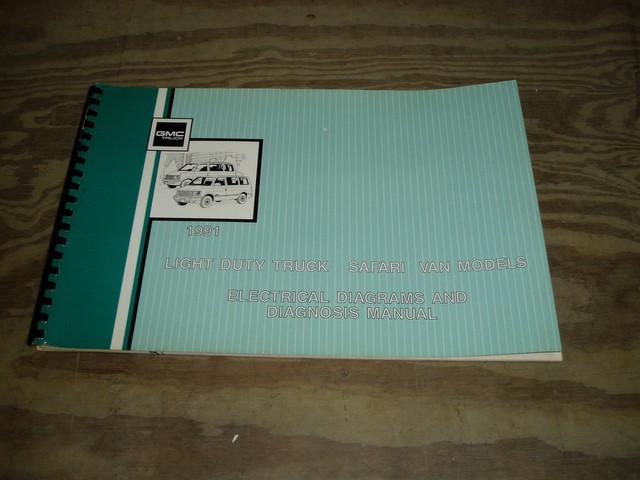 GMC
TRUCK
1991
LIGHT DUTY TRUCK SAFARI VAN MODELS
ELECTRICAL DIAGRAMS AND
DIAGNOSIS MANUAL